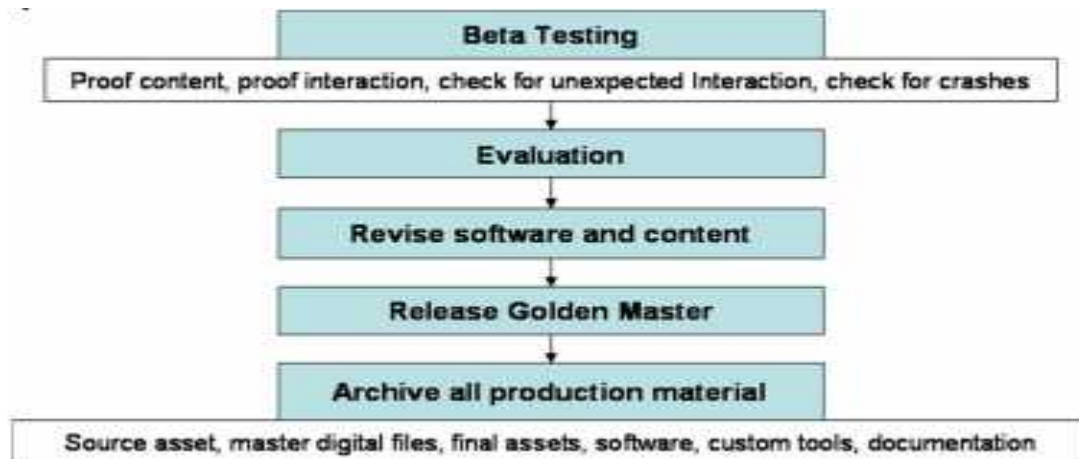 Beta Testing
Proof content, proof interaction, check for unexpected Interaction, check for crashes
Evaluation
Revise software and content
Release Golden Master
Archive all production material
Source asset, master digital files, final assets, software, custom tools, documentation